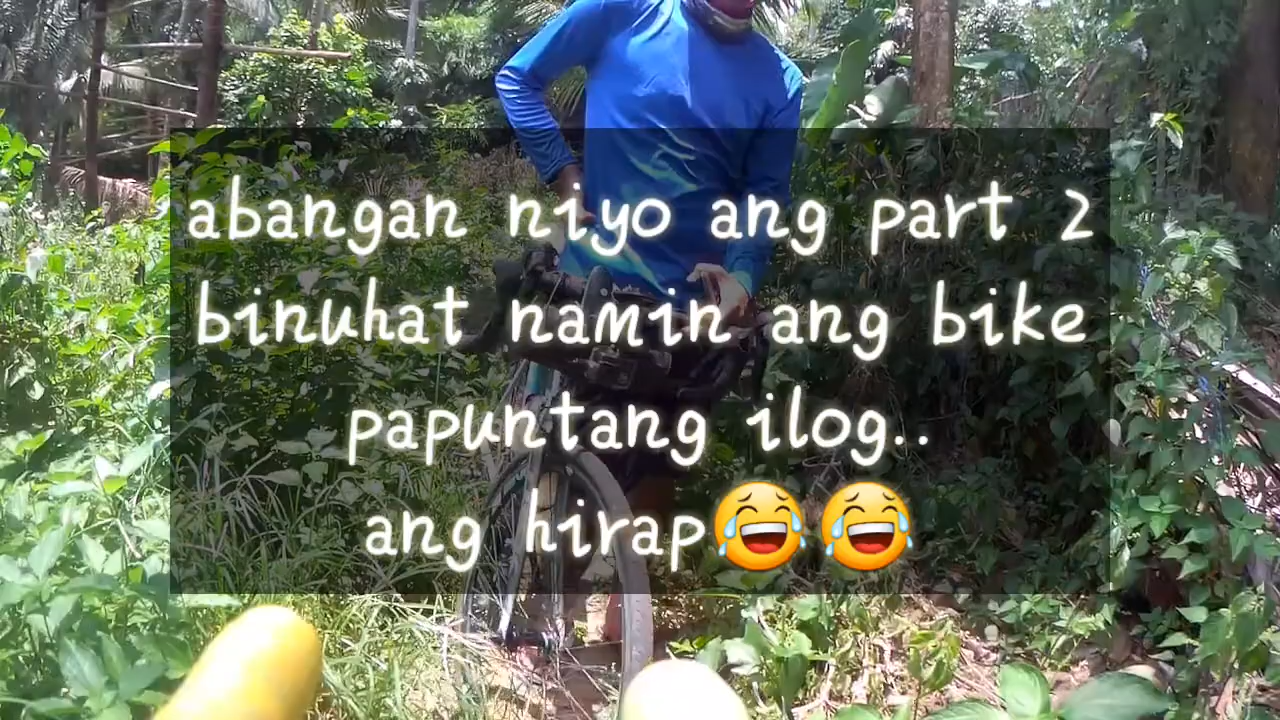 abangan niyo ang part 2
binuhat namin ang bike
papuntang ilog..
ang hirap😂😂